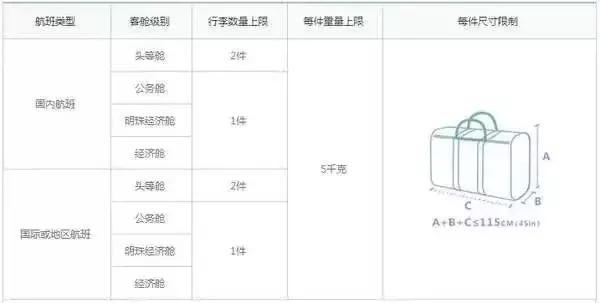 航班类型 客舱级别 行李数量上限 每件重量上限 每件尺寸限制
头等舱 2件
公务舱
国内航班
明珠经济舱 1件
经济舱
5千克
头等舱 2件
公务舱
国际或地区航班
明珠经济舱 1件
经济舱
A
B
C
A+B+C≤115CM(45in)